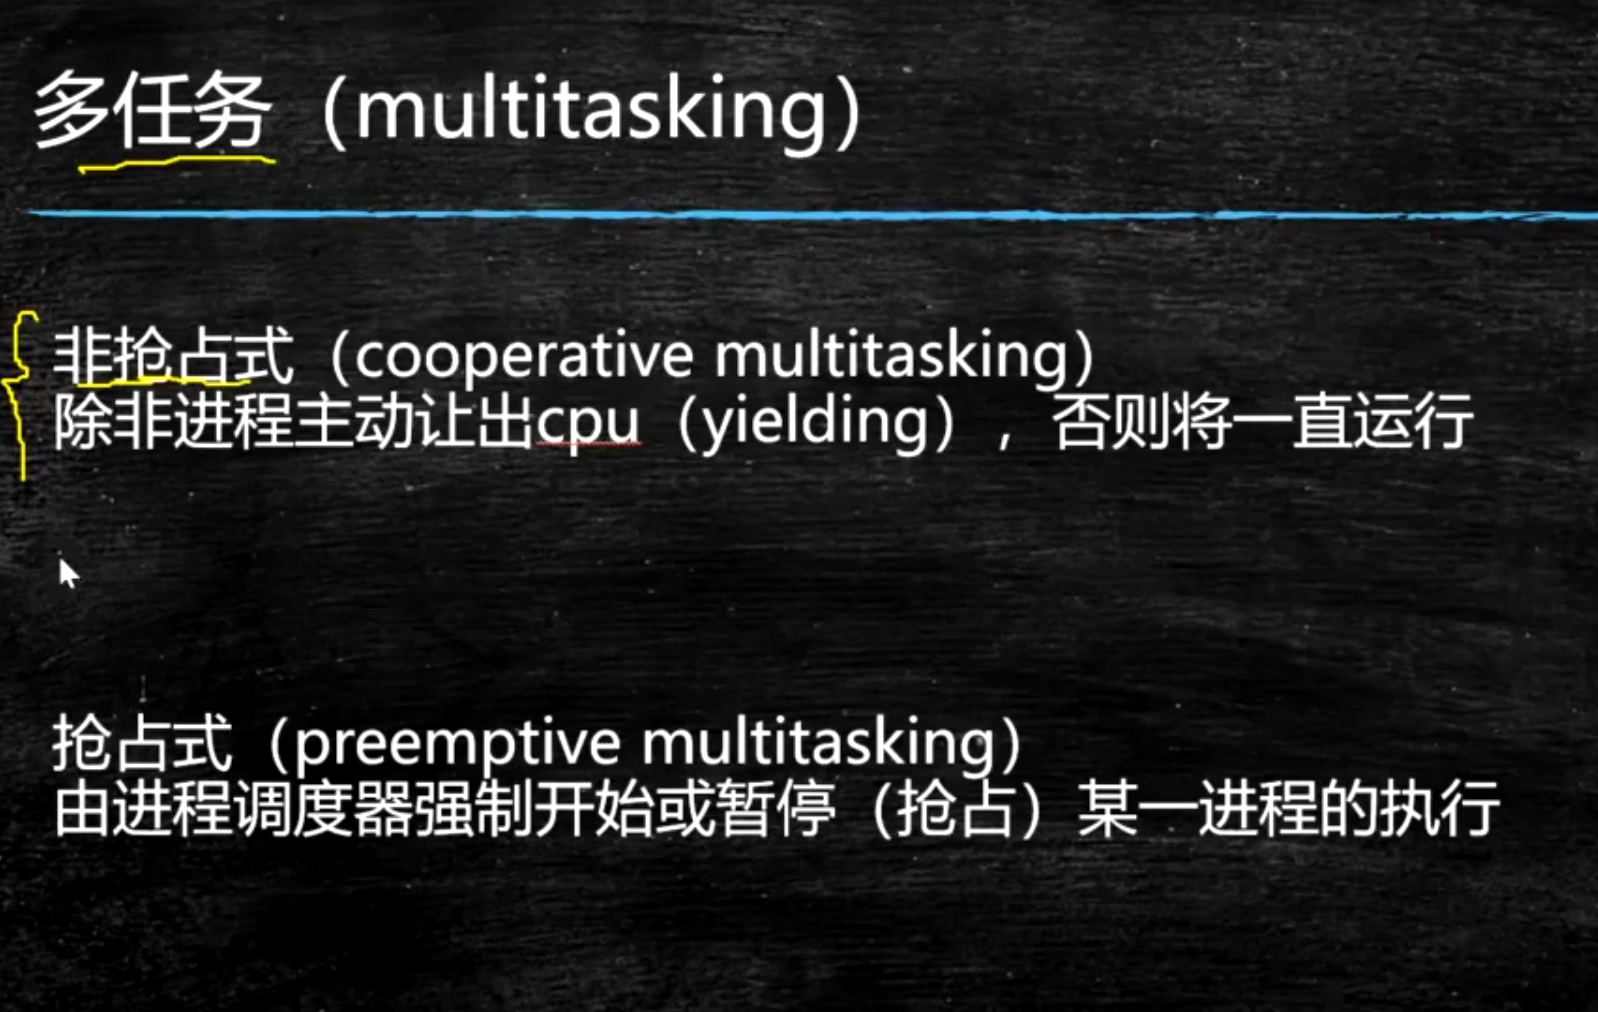 多任务（multitasking）
非抢占式（cooperative multitasking）
除非进程主动让出cpu（yielding），否则将一直运行
抢占式（preemptive multitasking）
由进程调度器强制开始或暂停（抢占）某一进程的执行